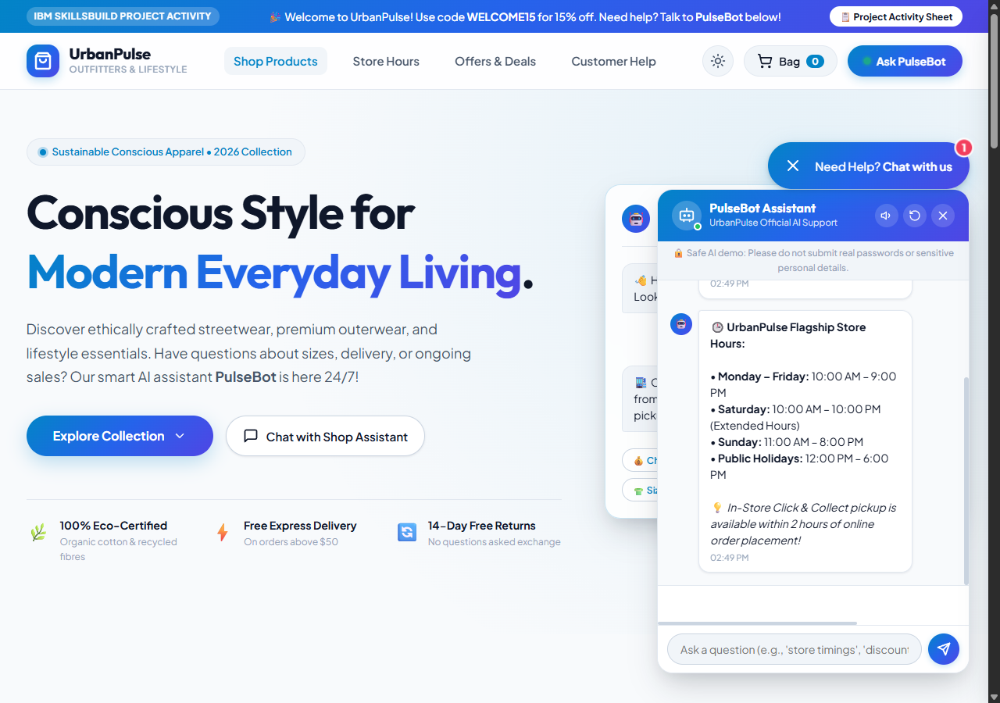 IBM SKILLSBUILD PROJECT ACTIVITY
🎉 Welcome to UrbanPulse! Use code WELCOME15 for 15% off. Need help? Talk to PulseBot below!
📋 Project Activity Sheet
UrbanPulse
OUTFITTERS & LIFESTYLE
Shop Products
Store Hours
Offers & Deals
Customer Help
Bag 0
Ask PulseBot
Sustainable Conscious Apparel • 2026 Collection
Conscious Style for
Modern Everyday Living.
Discover ethically crafted streetwear, premium outerwear, and
lifestyle essentials. Have questions about sizes, delivery, or ongoing
sales? Our smart AI assistant PulseBot is here 24/7!
Explore Collection
Chat with Shop Assistant
🌿 100% Eco-Certified
Organic cotton & recycled
fibres
⚡ Free Express Delivery
On orders above $50
🔄 14-Day Free Returns
No questions asked exchange
1
Need Help? Chat with us
Look
from
pick
PulseBot Assistant
UrbanPulse Official AI Support
🔒 Safe AI demo: Please do not submit real passwords or sensitive
personal details.
02:49 PM
🕒 UrbanPulse Flagship Store
Hours:
• Monday – Friday: 10:00 AM – 9:00
PM
• Saturday: 10:00 AM – 10:00 PM
(Extended Hours)
• Sunday: 11:00 AM – 8:00 PM
• Public Holidays: 12:00 PM – 6:00
PM
💡 In-Store Click & Collect pickup is
available within 2 hours of online
order placement!
02:49 PM
Ask a question (e.g., 'store timings', 'discount